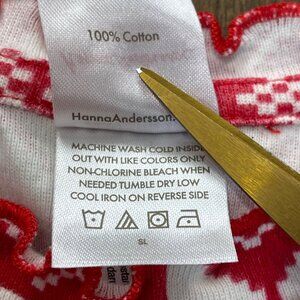 100% Cotton
HannaAndersson.
MACHINE WASH COLD INSIDE
OUT WITH LIKE COLORS ONLY
NON-CHLORINE BLEACH WHEN
NEEDED TUMBLE DRY LOW
COOL IRON ON REVERSE SIDE
SL